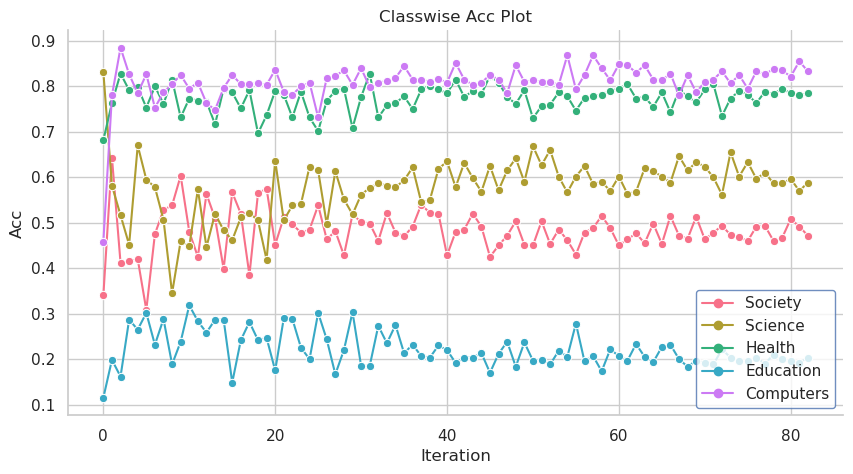 Classwise Acc Plot
0.9
0.8
0.7
0.6
0.5
0.4
0.3
0.2
0.1
Acc
0
20
40
60
80
Iteration
Society
Science
Health
Education
Computers